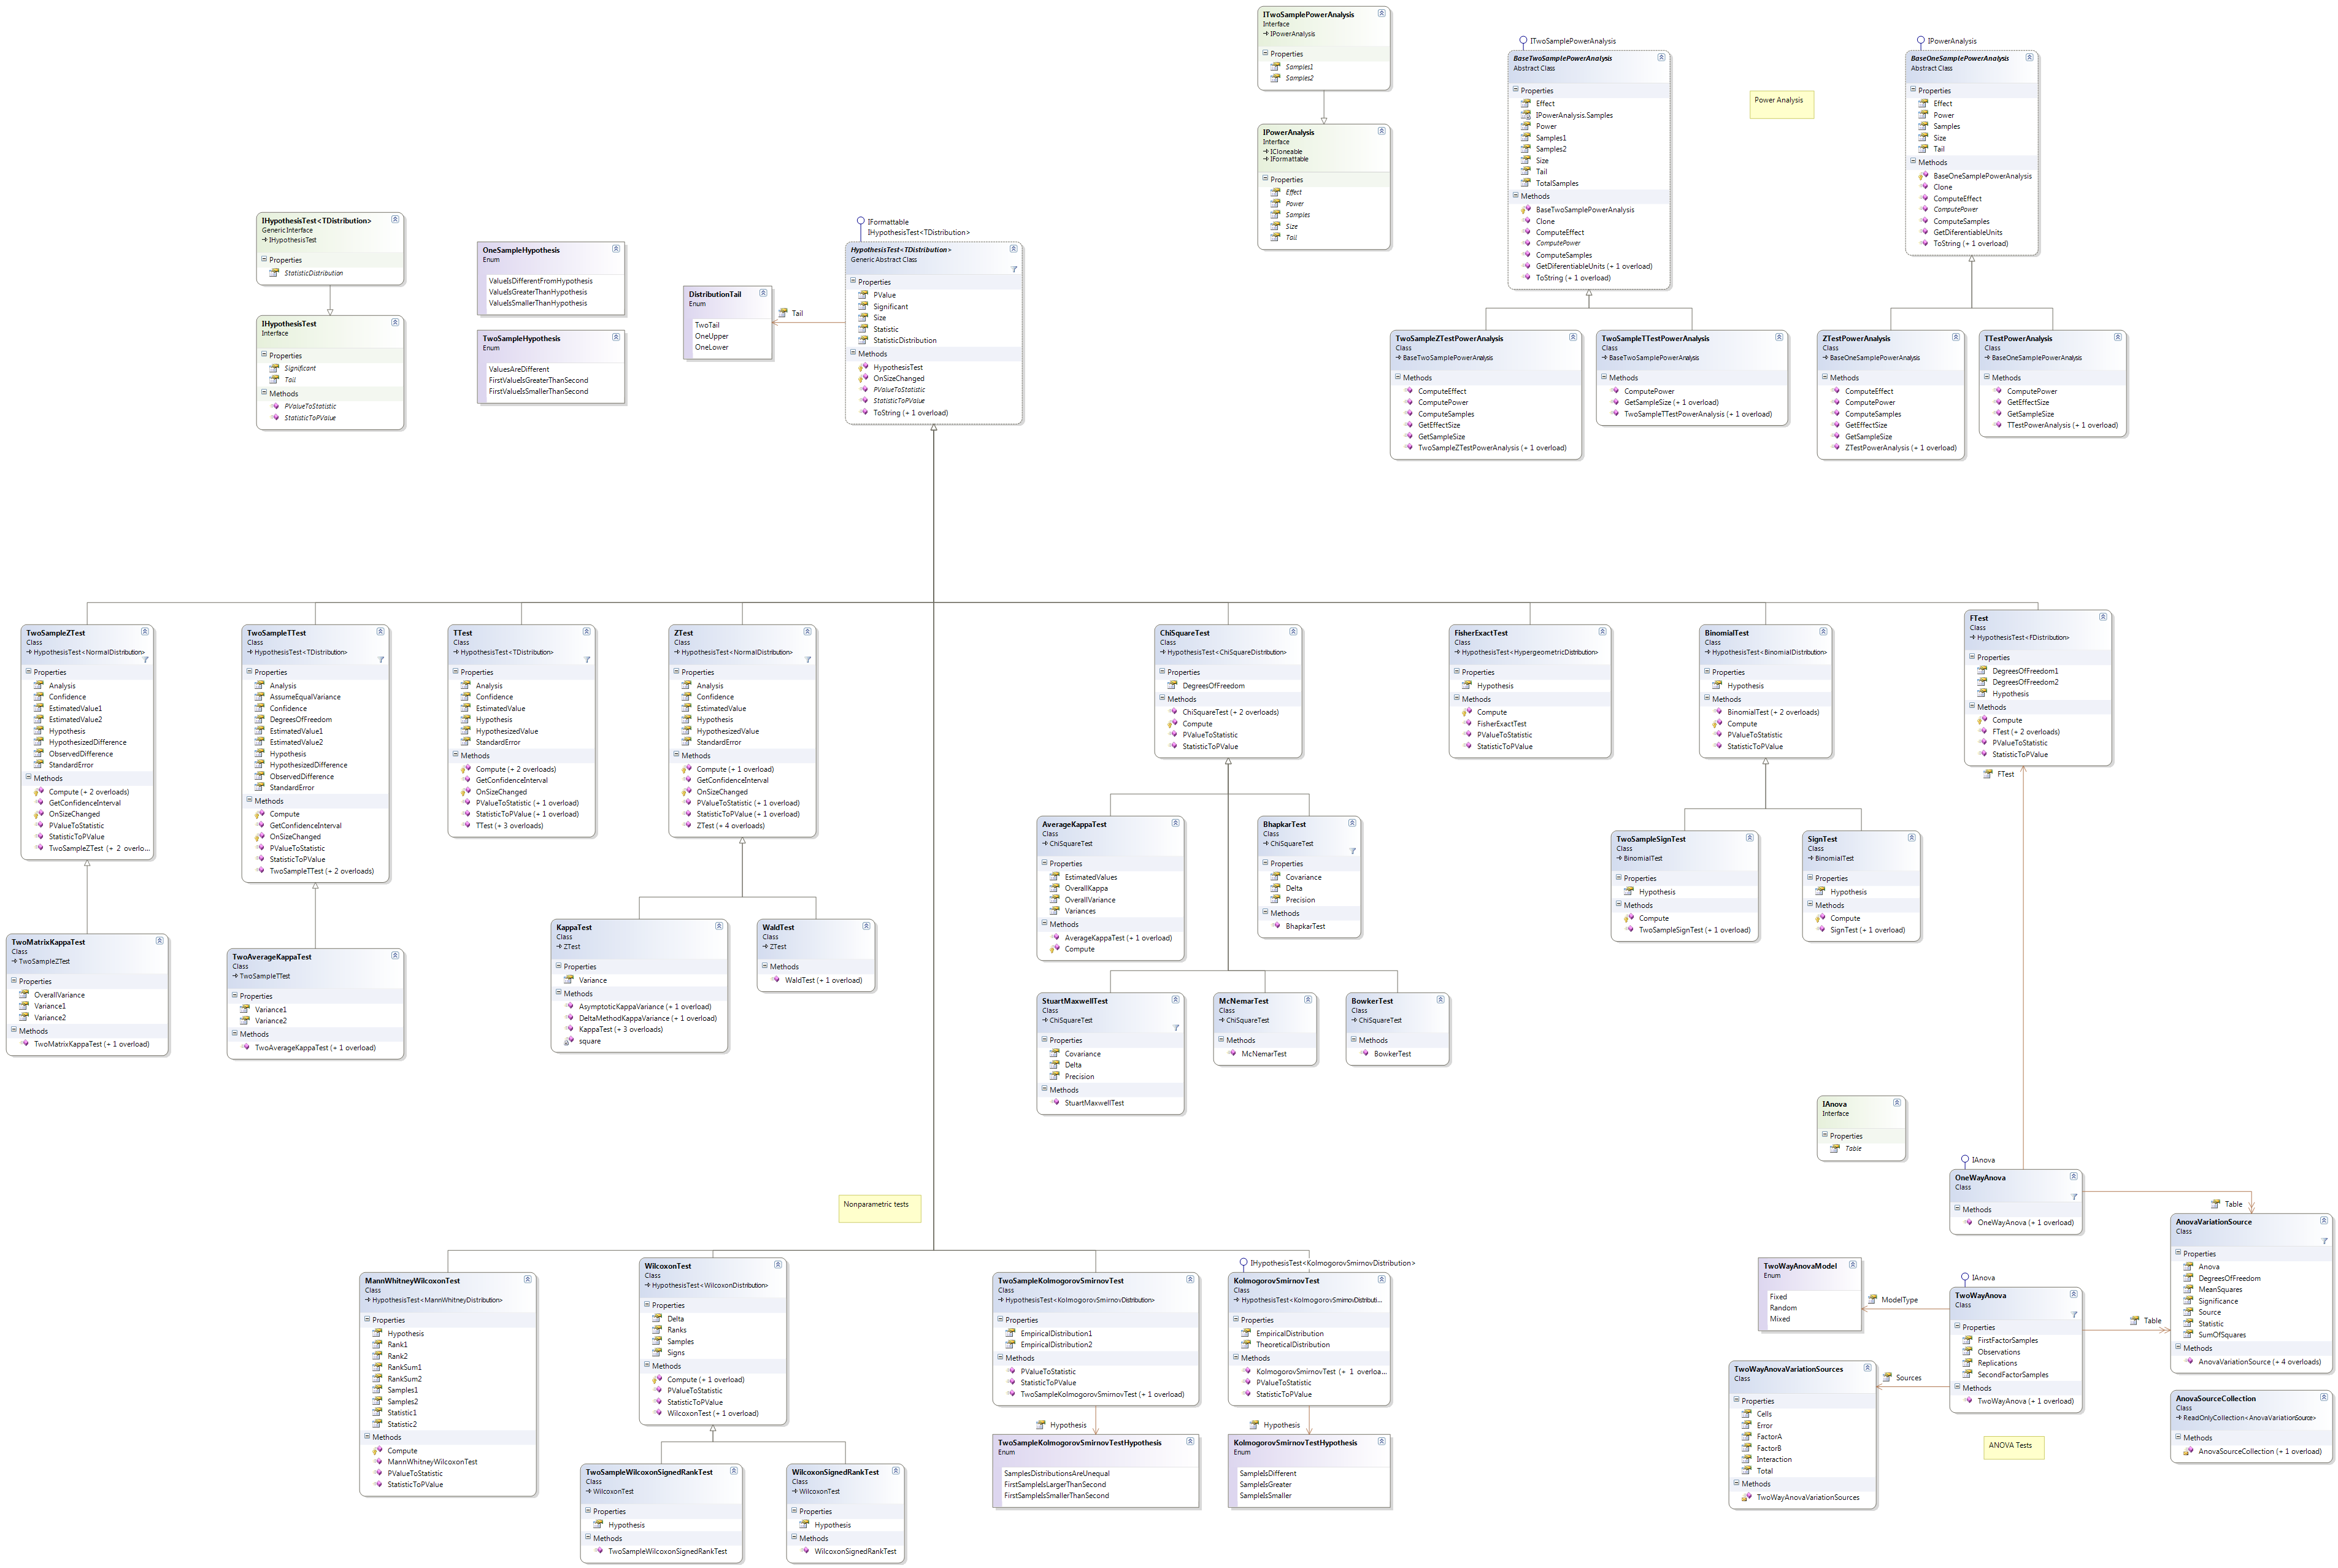 ITwoSamplePowerAnalysis
Interface
IPowerAnalysis
Properties
Samples1
Samples2
IPowerAnalysis
Interface
ICloneable
IFormattable
Properties
Effect
Power
Samples
Size
Tail
ITwoSamplePowerAnalysis
BaseTwoSamplePowerAnalysis
Abstract Class
Properties
Effect
IPowerAnalysis.Samples
Power
Samples1
Samples2
Size
Tail
TotalSamples
Methods
BaseTwoSamplePowerAnalysis
Clone
ComputeEffect
ComputePower
ComputeSamples
GetDiferentiableUnits (+ 1 overload)
ToString (+ 1 overload)
Power Analysis
IPowerAnalysis
BaseOneSamplePowerAnalysis
Abstract Class
Properties
Effect
Power
Samples
Size
Tail
Methods
BaseOneSamplePowerAnalysis
Clone
ComputeEffect
ComputePower
ComputeSamples
GetDiferentiableUnits
ToString (+ 1 overload)
TwoSampleZTestPowerAnalysis
Class
BaseTwoSamplePowerAnalysis
Methods
ComputeEffect
ComputePower
ComputeSamples
GetEffectSize
GetSampleSize
TwoSampleZTestPowerAnalysis (+ 1 overload)
TwoSampleTTestPowerAnalysis
Class
BaseTwoSamplePowerAnalysis
Methods
ComputePower
GetSampleSize (+ 1 overload)
TwoSampleTTestPowerAnalysis (+ 1 overload)
ZTestPowerAnalysis
Class
BaseOneSamplePowerAnalysis
Methods
ComputeEffect
ComputePower
ComputeSamples
GetEffectSize
GetSampleSize
ZTestPowerAnalysis (+ 1 overload)
TTestPowerAnalysis
Class
BaseOneSamplePowerAnalysis
Methods
ComputePower
GetEffectSize
GetSampleSize
TTestPowerAnalysis (+ 1 overload)
IHypothesisTest<TDistribution>
Generic Interface
IHypothesisTest
Properties
StatisticDistribution
IHypothesisTest
Interface
Properties
Significant
Tail
Methods
PValueToStatistic
StatisticToPValue
OneSampleHypothesis
Enum
ValueIsDifferentFromHypothesis
ValueIsGreaterThanHypothesis
ValueIsSmallerThanHypothesis
TwoSampleHypothesis
Enum
ValuesAreDifferent
FirstValueIsGreaterThanSecond
FirstValueIsSmallerThanSecond
DistributionTail
Enum
TwoTail
OneUpper
OneLower
Tail
IFormattable
IHypothesisTest<TDistribution>
HypothesisTest<TDistribution>
Generic Abstract Class
Properties
PValue
Significant
Size
Statistic
StatisticDistribution
Methods
HypothesisTest
OnSizeChanged
PValueToStatistic
StatisticToPValue
ToString (+ 1 overload)
TwoSampleZTest
Class
HypothesisTest<NormalDistribution>
Properties
Analysis
Confidence
EstimatedValue1
EstimatedValue2
Hypothesis
HypothesizedDifference
ObservedDifference
StandardError
Methods
Compute (+ 2 overloads)
GetConfidenceInterval
OnSizeChanged
PValueToStatistic
StatisticToPValue
TwoSampleZTest (+ 2 overlo...
TwoSampleTTest
Class
HypothesisTest<TDistribution>
Properties
Analysis
AssumeEqualVariance
Confidence
DegreesOfFreedom
EstimatedValue1
EstimatedValue2
Hypothesis
HypothesizedDifference
ObservedDifference
StandardError
Methods
Compute
GetConfidenceInterval
OnSizeChanged
PValueToStatistic
StatisticToPValue
TwoSampleTTest (+ 2 overloads)
TTest
Class
HypothesisTest<TDistribution>
Properties
Analysis
Confidence
EstimatedValue
Hypothesis
HypothesizedValue
StandardError
Methods
Compute (+ 2 overloads)
GetConfidenceInterval
OnSizeChanged
PValueToStatistic (+ 1 overload)
StatisticToPValue (+ 1 overload)
TTest (+ 3 overloads)
ZTest
Class
HypothesisTest<NormalDistribution>
Properties
Analysis
Confidence
EstimatedValue
Hypothesis
HypothesizedValue
StandardError
Methods
Compute (+ 1 overload)
GetConfidenceInterval
OnSizeChanged
PValueToStatistic (+ 1 overload)
StatisticToPValue (+ 1 overload)
ZTest (+ 4 overloads)
ChiSquareTest
Class
HypothesisTest<ChiSquareDistribution>
Properties
DegreesOfFreedom
Methods
ChiSquareTest (+ 2 overloads)
Compute
PValueToStatistic
StatisticToPValue
FisherExactTest
Class
HypothesisTest<HypergeometricDistribution>
Properties
Hypothesis
Methods
Compute
FisherExactTest
PValueToStatistic
StatisticToPValue
BinomialTest
Class
HypothesisTest<BinomialDistribution>
Properties
Hypothesis
Methods
BinomialTest (+ 2 overloads)
Compute
PValueToStatistic
StatisticToPValue
FTest
Class
HypothesisTest<FDistribution>
Properties
DegreesOfFreedom1
DegreesOfFreedom2
Hypothesis
Methods
Compute
FTest (+ 2 overloads)
PValueToStatistic
StatisticToPValue
FTest
TwoMatrixKappaTest
Class
TwoSampleZTest
Properties
OverallVariance
Variance1
Variance2
Methods
TwoMatrixKappaTest (+ 1 overload)
TwoAverageKappaTest
Class
TwoSampleTTest
Properties
Variance1
Variance2
Methods
TwoAverageKappaTest (+ 1 overload)
KappaTest
Class
ZTest
Properties
Variance
Methods
AsymptoticKappaVariance (+ 1 overload)
DeltaMethodKappaVariance (+ 1 overload)
KappaTest (+ 3 overloads)
square
WaldTest
Class
ZTest
Methods
WaldTest (+ 1 overload)
AverageKappaTest
Class
ChiSquareTest
Properties
EstimatedValues
OverallKappa
OverallVariance
Variances
Methods
AverageKappaTest (+ 1 overload)
Compute
BhapkarTest
Class
ChiSquareTest
Properties
Covariance
Delta
Precision
Methods
BhapkarTest
StuartMaxwellTest
Class
ChiSquareTest
Properties
Covariance
Delta
Precision
Methods
StuartMaxwellTest
McNemarTest
Class
ChiSquareTest
Methods
McNemarTest
BowkerTest
Class
ChiSquareTest
Methods
BowkerTest
TwoSampleSignTest
Class
BinomialTest
Properties
Hypothesis
Methods
Compute
TwoSampleSignTest (+ 1 overload)
SignTest
Class
BinomialTest
Properties
Hypothesis
Methods
Compute
SignTest (+ 1 overload)
Nonparametric tests
MannWhitneyWilcoxonTest
Class
HypothesisTest<MannWhitneyDistribution>
Properties
Hypothesis
Rank1
Rank2
RankSum1
RankSum2
Samples1
Samples2
Statistic1
Statistic2
Methods
Compute
MannWhitneyWilcoxonTest
PValueToStatistic
StatisticToPValue
WilcoxonTest
Class
HypothesisTest<WilcoxonDistribution>
Properties
Delta
Ranks
Samples
Signs
Methods
Compute (+ 1 overload)
PValueToStatistic
StatisticToPValue
WilcoxonTest (+ 1 overload)
TwoSampleWilcoxonSignedRankTest
Class
WilcoxonTest
Properties
Hypothesis
Methods
TwoSampleWilcoxonSignedRankTest
WilcoxonSignedRankTest
Class
WilcoxonTest
Properties
Hypothesis
Methods
WilcoxonSignedRankTest
TwoSampleKolmogorovSmirnovTest
Class
HypothesisTest<KolmogorovSmirnovDistribution>
Properties
EmpiricalDistribution1
EmpiricalDistribution2
Methods
PValueToStatistic
StatisticToPValue
TwoSampleKolmogorovSmirnovTest (+ 1 overload)
Hypothesis
TwoSampleKolmogorovSmirnovTestHypothesis
Enum
SamplesDistributionsAreUnequal
FirstSampleIsLargerThanSecond
FirstSampleIsSmallerThanSecond
IHypothesisTest<KolmogorovSmirnovDistribution>
KolmogorovSmirnovTest
Class
HypothesisTest<KolmogorovSmirnovDistributi...
Properties
EmpiricalDistribution
TheoreticalDistribution
Methods
KolmogorovSmirnovTest (+ 1 overloa...
PValueToStatistic
StatisticToPValue
Hypothesis
KolmogorovSmirnovTestHypothesis
Enum
SampleIsDifferent
SampleIsGreater
SampleIsSmaller
IAnova
Interface
Properties
Table
IAnova
OneWayAnova
Class
Methods
OneWayAnova (+ 1 overload)
Table
AnovaVariationSource
Class
Properties
Anova
DegreesOfFreedom
MeanSquares
Significance
Source
Statistic
SumOfSquares
Methods
AnovaVariationSource (+ 4 overloads)
TwoWayAnovaModel
Enum
Fixed
Random
Mixed
ModelType
IAnova
TwoWayAnova
Class
Properties
FirstFactorSamples
Observations
Replications
SecondFactorSamples
Methods
TwoWayAnova (+ 1 overload)
Table
Sources
TwoWayAnovaVariationSources
Class
Properties
Cells
Error
FactorA
FactorB
Interaction
Total
Methods
TwoWayAnovaVariationSources
ANOVA Tests
AnovaSourceCollection
Class
ReadOnlyCollection<AnovaVariationSource>
Methods
AnovaSourceCollection (+ 1 overload)